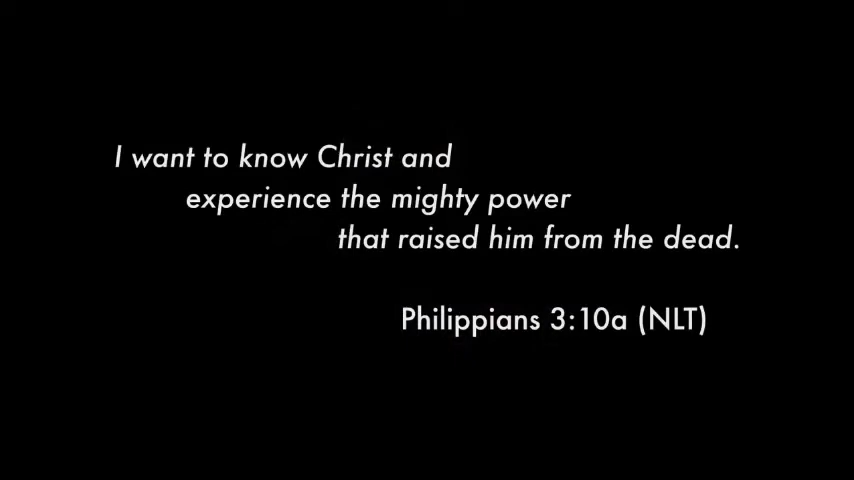 I want to know Christ and
experience the mighty power
that raised him from the dead.
Philippians 3:10a (NLT)